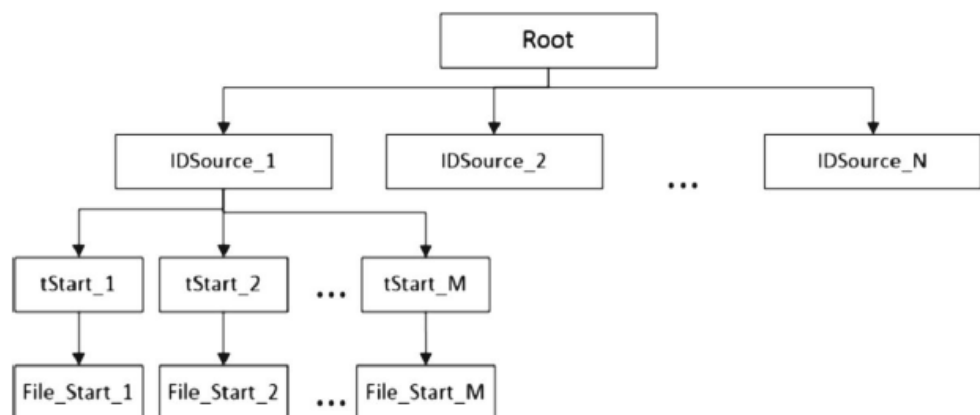 Root
IDSource_1
IDSource_2
...
IDSource_N
tStart_1
tStart_2
...
tStart_M
File_Start_1
File_Start_2
...
File_Start_M